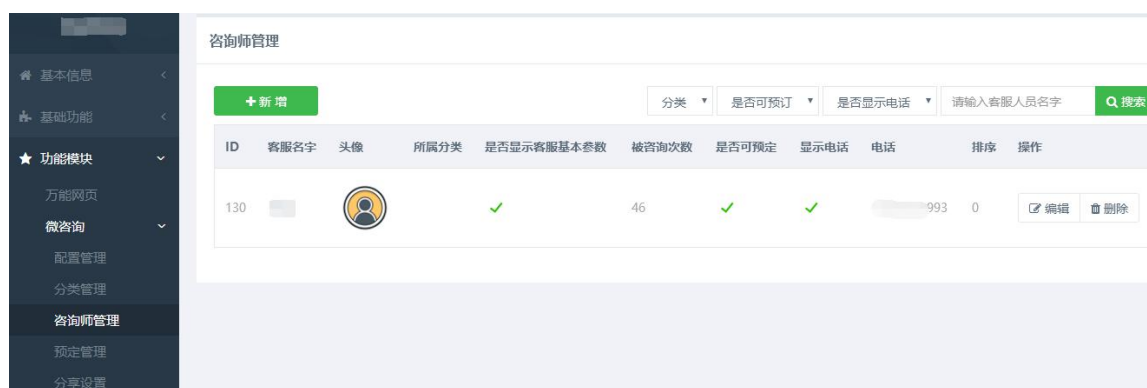 咨询师管理
基本信息
基础功能
功能模块
万能网页
微咨询
配置管理
分类管理
咨询师管理
预定管理
分享设置
+新 增
分类 是否可预订 是否显示电话 请输入客服人员名字 搜索
ID 客服名字 头像 所属分类 是否显示客服基本参数 被咨询次数 是否可预定 显示电话 电话 排序 操作
130 46 993 0 编辑 删除